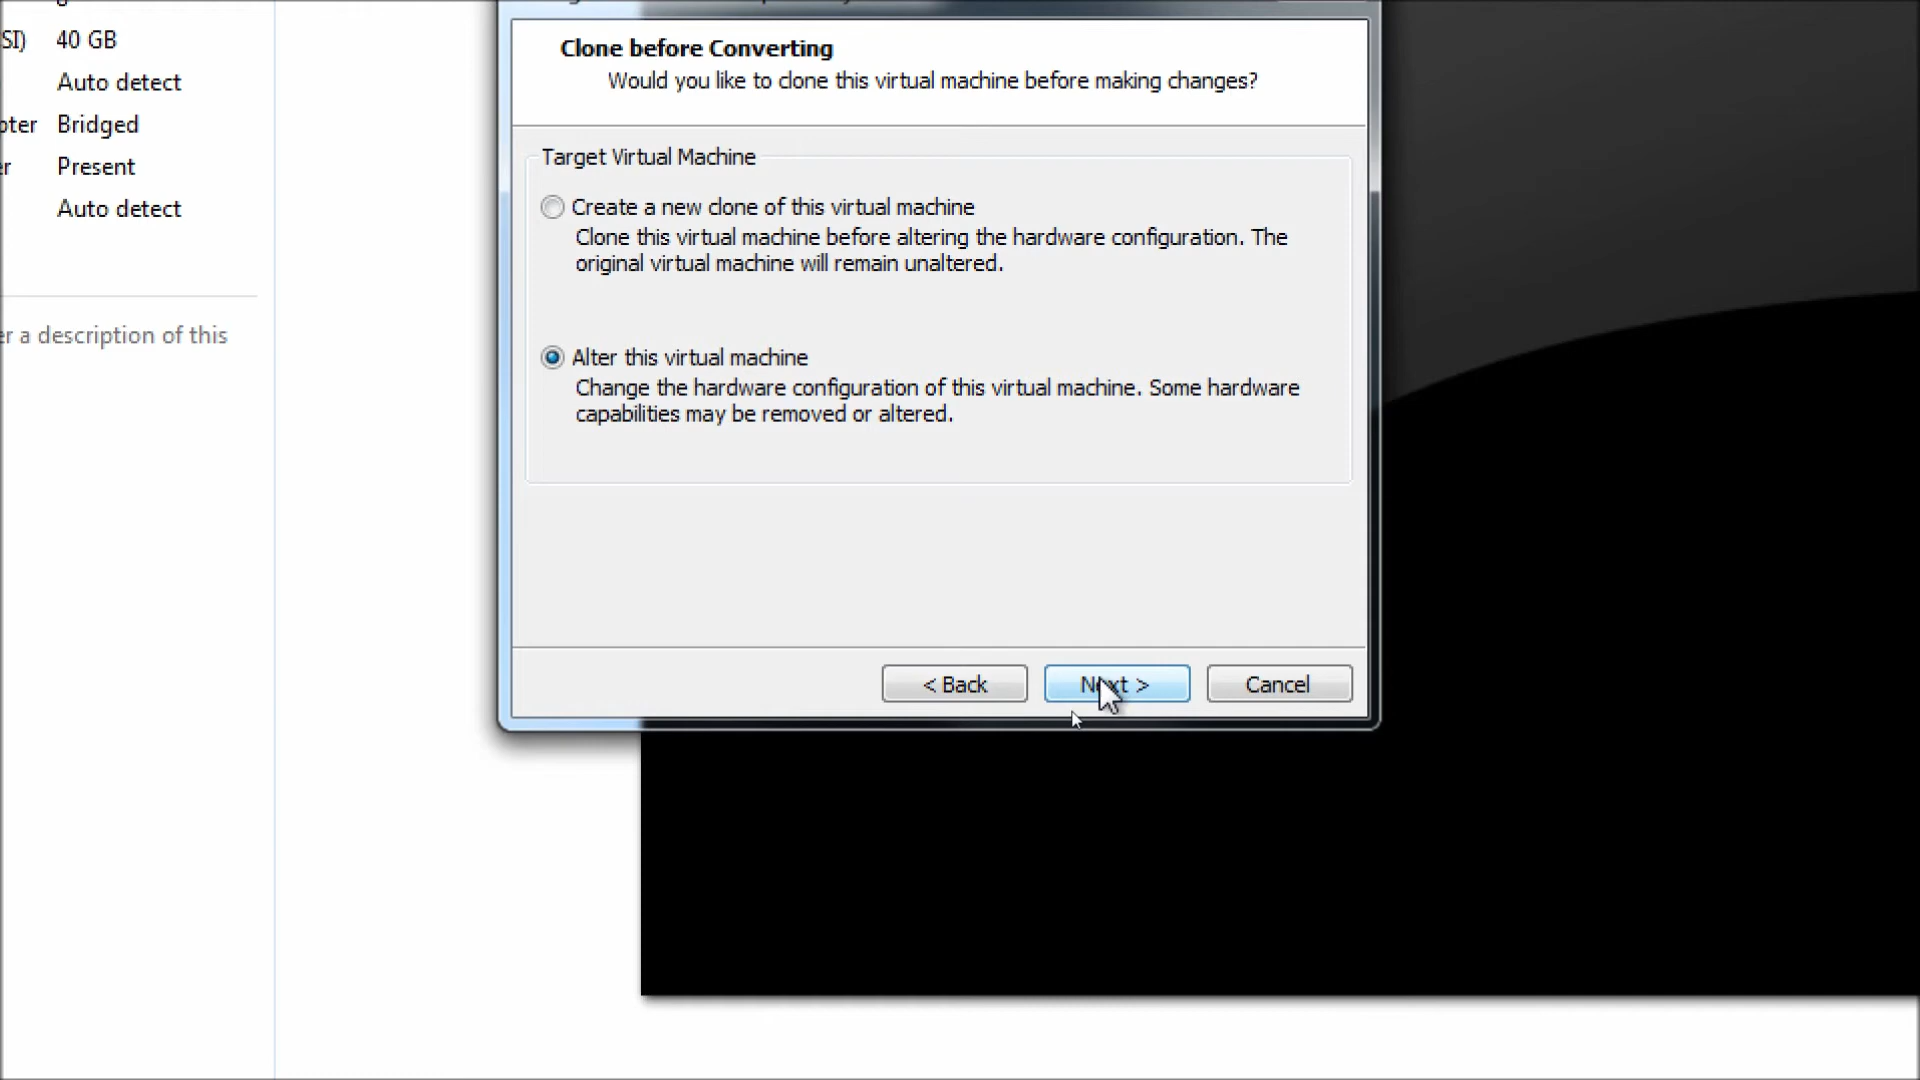 SI) 40 GB
Auto detect
pter Bridged
er Present
Auto detect
er a description of this
Clone before Converting
Would you like to clone this virtual machine before making changes?
Target Virtual Machine
Create a new clone of this virtual machine
Clone this virtual machine before altering the hardware configuration. The
original virtual machine will remain unaltered.
Alter this virtual machine
Change the hardware configuration of this virtual machine. Some hardware
capabilities may be removed or altered.
< Back Next > Cancel